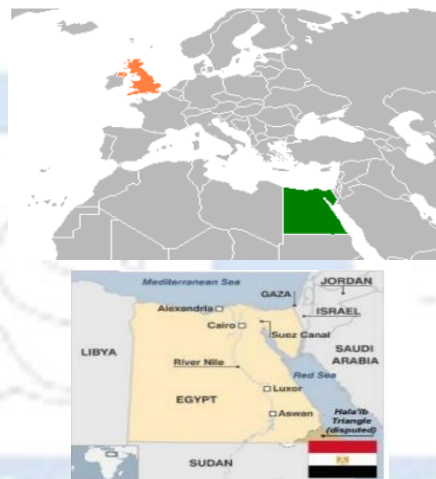 Mediterranean Sea
JORDAN
GAZA
Alexandria
ISRAEL
Cairo
Suez Canal
LIBYA
SAUDI
ARABIA
River Nile
Red Sea
Luxor
EGYPT
Aswan
Hala'ib
Triangle
(disputed)
SUDAN